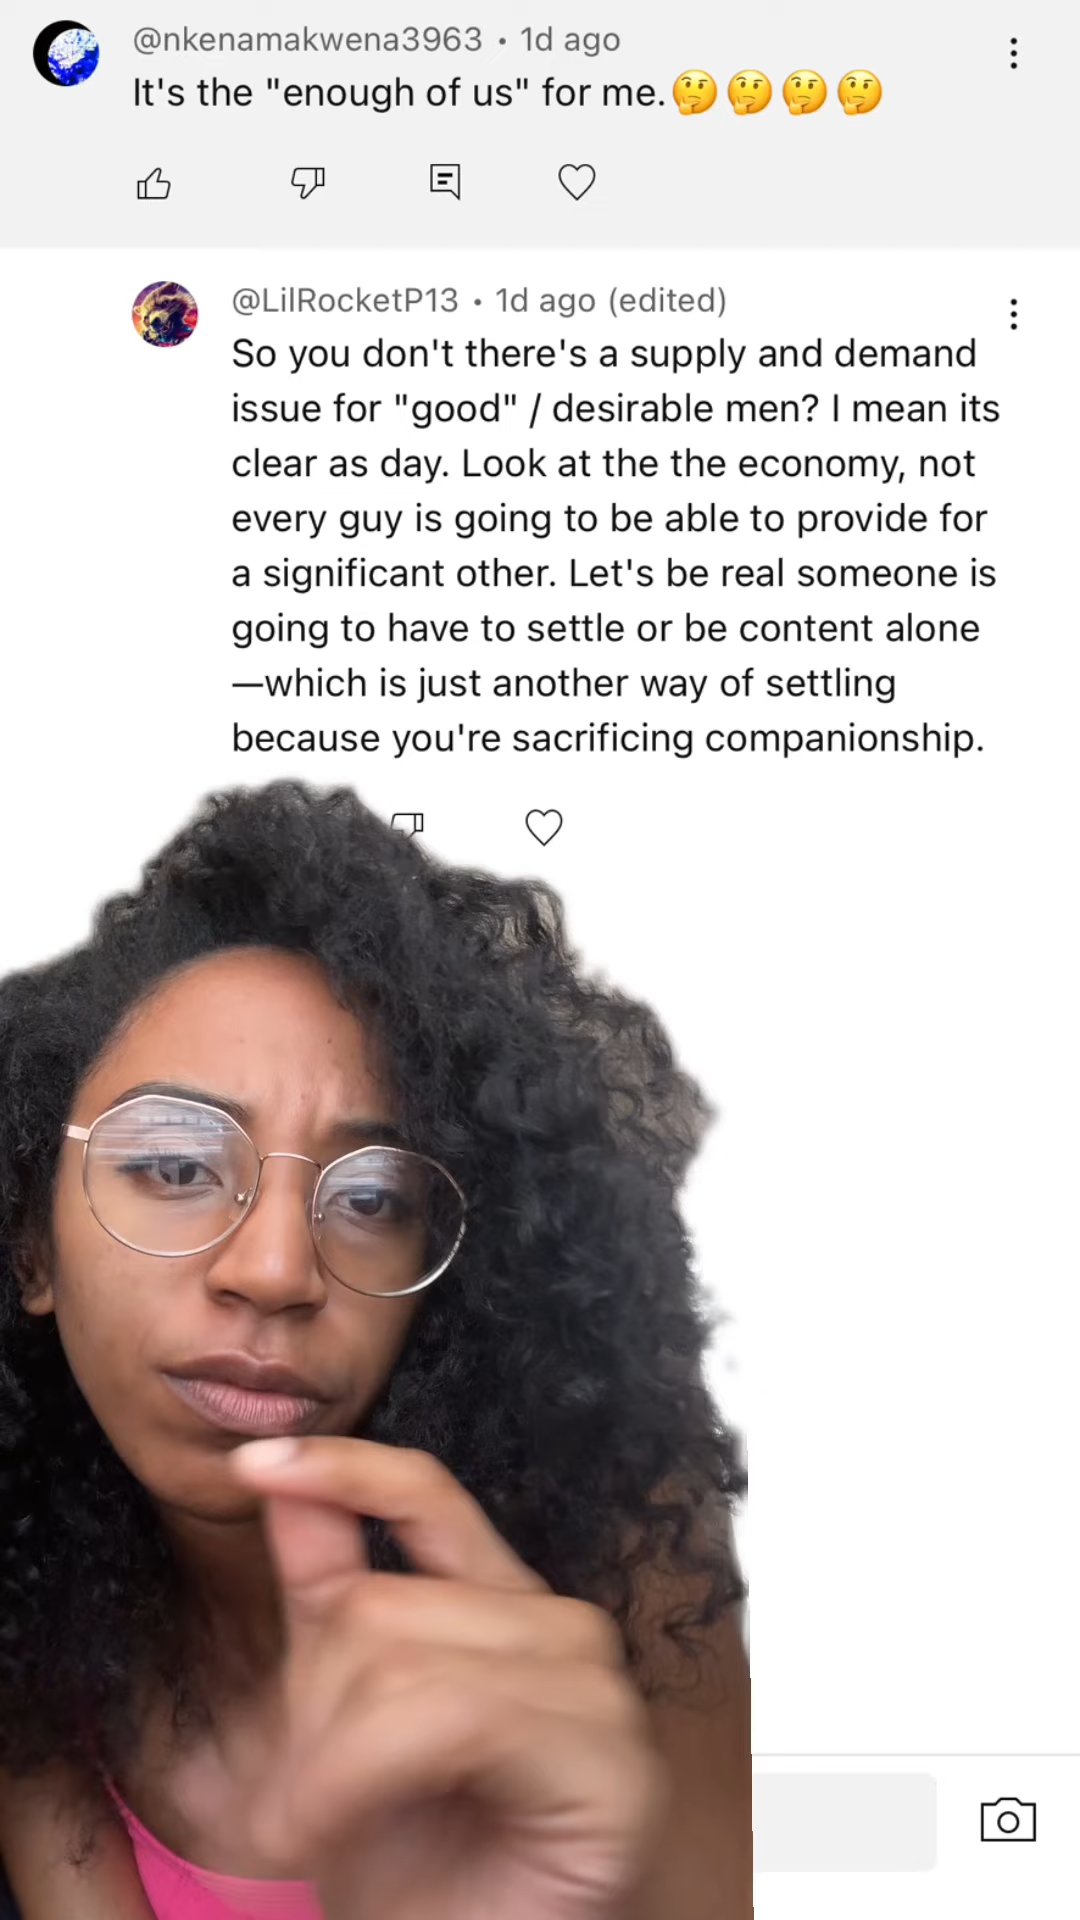 @nkenamakwena3963 • 1d ago
It's the "enough of us" for me.🤔🤔🤔🤔
@LilRocketP13 • 1d ago (edited)
So you don't there's a supply and demand
issue for "good" / desirable men? I mean its
clear as day. Look at the the economy, not
every guy is going to be able to provide for
a significant other. Let's be real someone is
going to have to settle or be content alone
—which is just another way of settling
because you're sacrificing companionship.